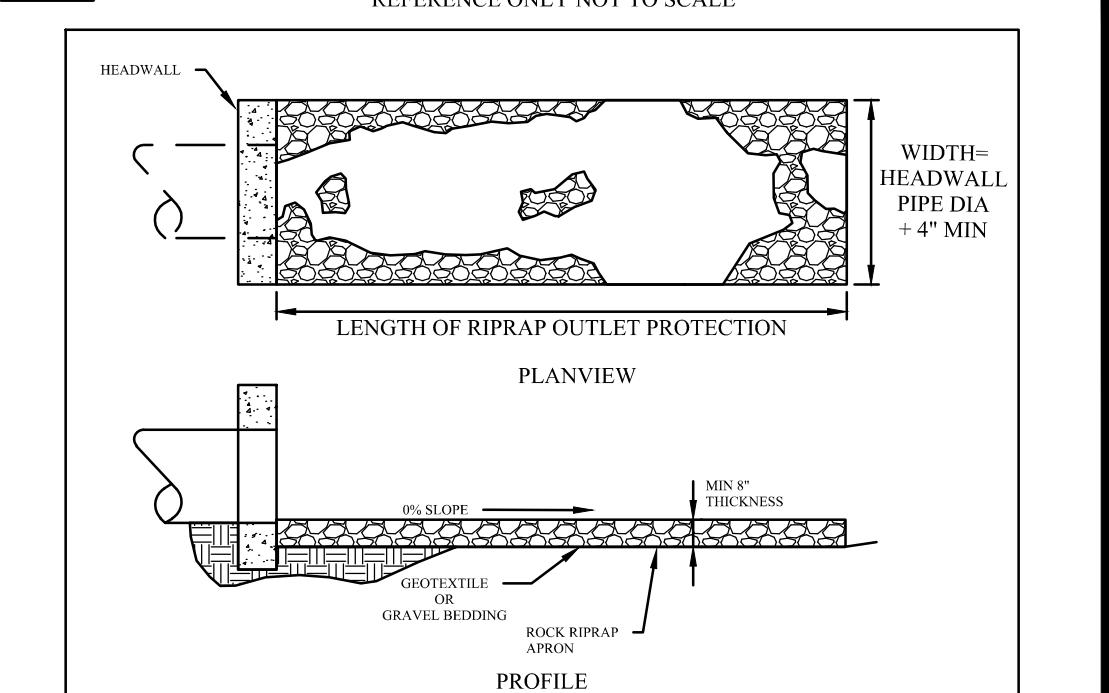 REFERENCE ONLY NOT TO SCALE
HEADWALL
WIDTH=
HEADWALL
PIPE DIA
+ 4" MIN
LENGTH OF RIPRAP OUTLET PROTECTION
PLANVIEW
MIN 8"
THICKNESS
0% SLOPE
GEOTEXTILE
OR
GRAVEL BEDDING
ROCK RIPRAP
APRON
PROFILE